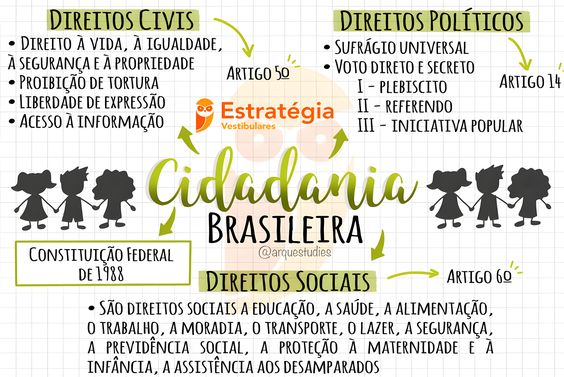 DIREITOS CIVIS
• DIREITO À VIDA, À IGUALDADE,
À SEGURANÇA E À PROPRIEDADE
• PROIBIÇÃO DE TORTURA
• LIBERDADE DE EXPRESSÃO
• ACESSO À INFORMAÇÃO
ARTIGO 5º
DIREITOS POLÍTICOS
• SUFRÁGIO UNIVERSAL
• VOTO DIRETO E SECRETO
I - PLEBISCITO
II - REFERENDO
III - INICIATIVA POPULAR
ARTIGO 14
Estratégia
Vestibulares
Cidadania
BRASILEIRA
@arquestudies
CONSTITUIÇÃO FEDERAL
DE 1988
DIREITOS SOCIAIS
ARTIGO 6º
• SÃO DIREITOS SOCIAIS A EDUCAÇÃO, A SAÚDE, A ALIMENTAÇÃO,
O TRABALHO, A MORADIA, O TRANSPORTE, O LAZER, A SEGURANÇA,
A PREVIDÊNCIA SOCIAL, A PROTEÇÃO À MATERNIDADE E À
INFÂNCIA, A ASSISTÊNCIA AOS DESAMPARADOS